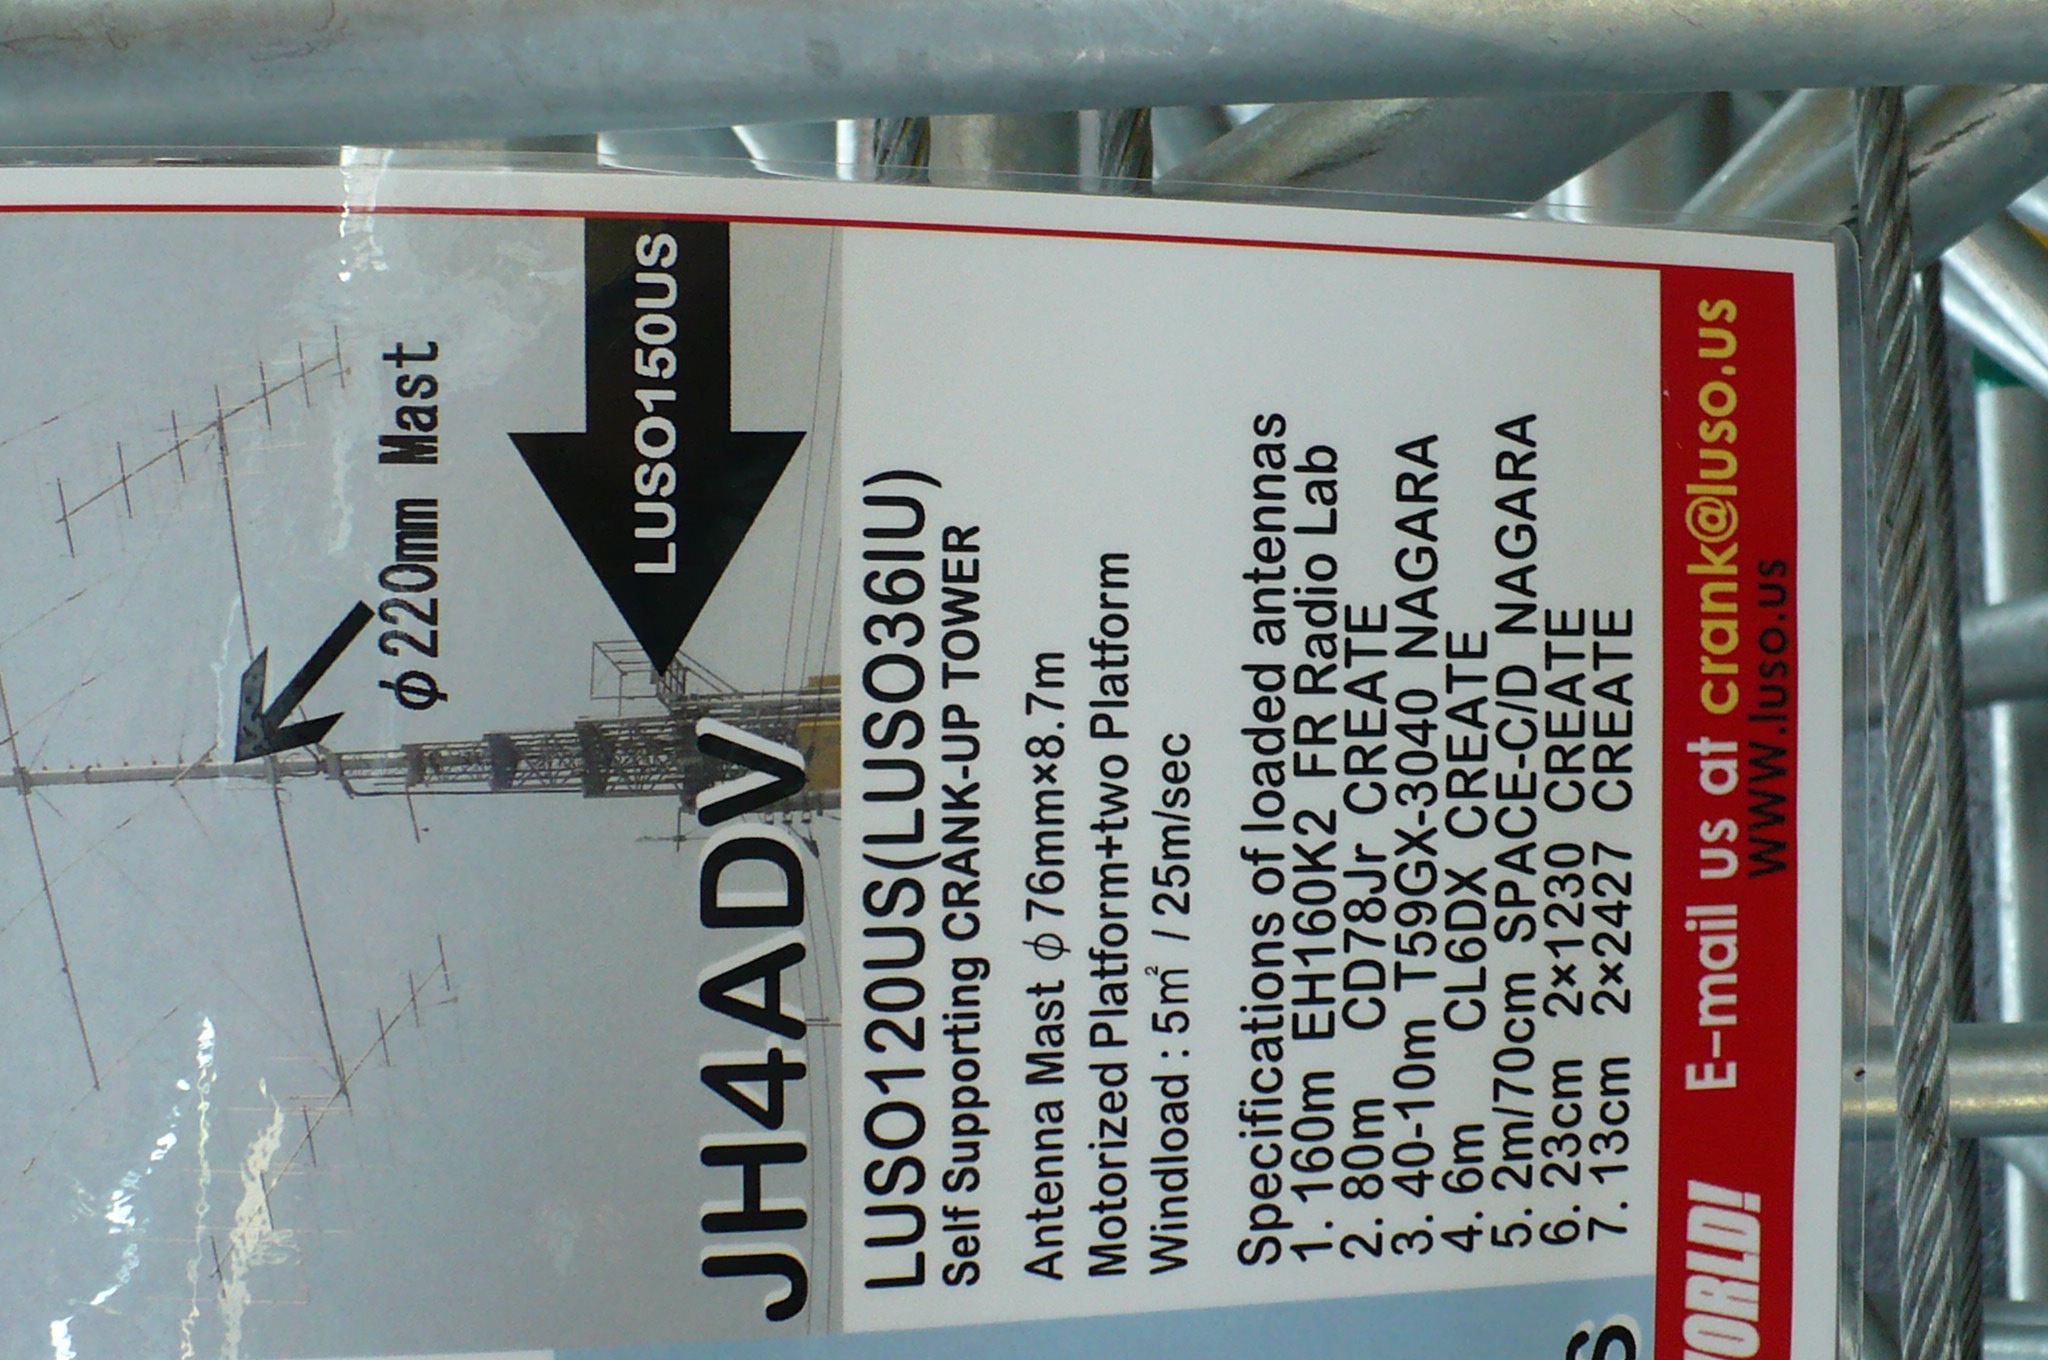 φ220mm Mast
LUSO150US
JH4ADV
LUSO120US(LUSO36IU)
Self Supporting CRANK-UP TOWER
Antenna Mast φ76mm×8.7m
Motorized Platform+two Platform
Windload : 5㎡ / 25m/sec
Specifications of loaded antennas
1. 160m EH160K2 FR Radio Lab
2. 80m CD78Jr CREATE
3. 40-10m T59GX-3040 NAGARA
4. 6m CL6DX CREATE
5. 2m/70cm SPACE-C/D NAGARA
6. 23cm 2×1230 CREATE
7. 13cm 2×2427 CREATE
S
WORLD! E-mail us at crank@luso.us
www.luso.us